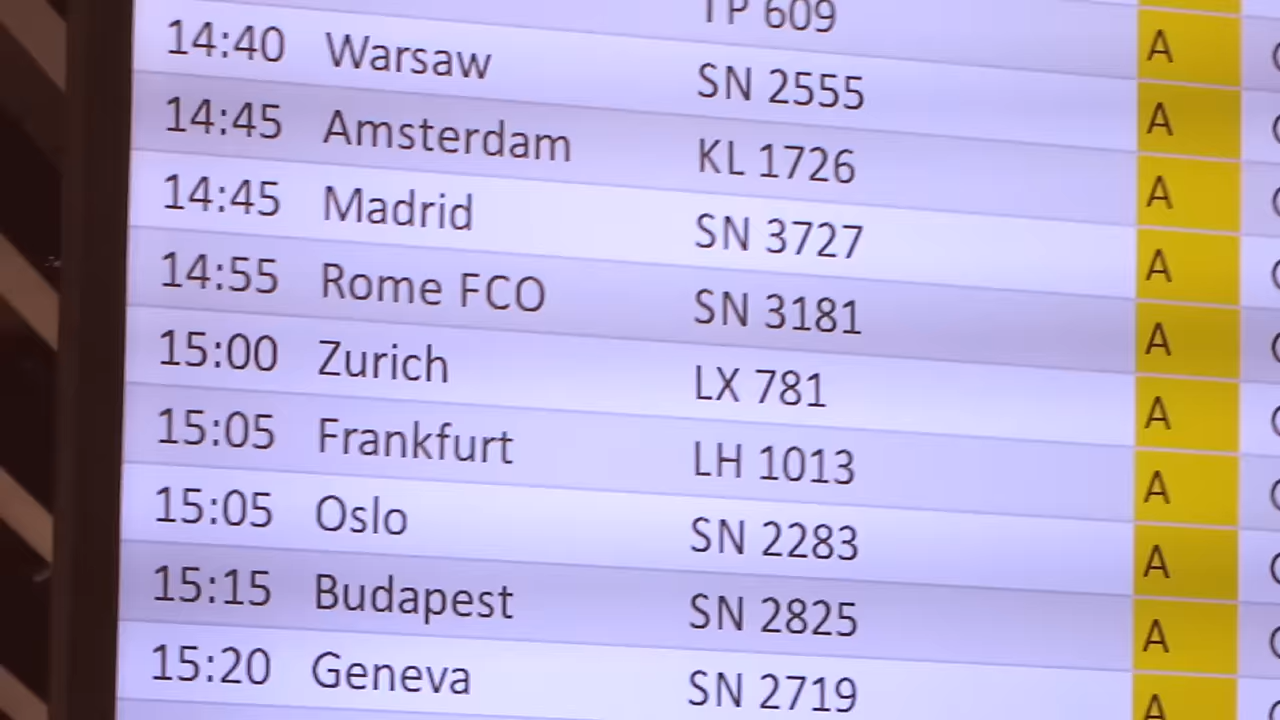 TP 609 A
14:40 Warsaw SN 2555 A
14:45 Amsterdam KL 1726 A
14:45 Madrid SN 3727 A
14:55 Rome FCO SN 3181 A
15:00 Zurich LX 781 A
15:05 Frankfurt LH 1013 A
15:05 Oslo SN 2283 A
15:15 Budapest SN 2825 A
15:20 Geneva SN 2719 A